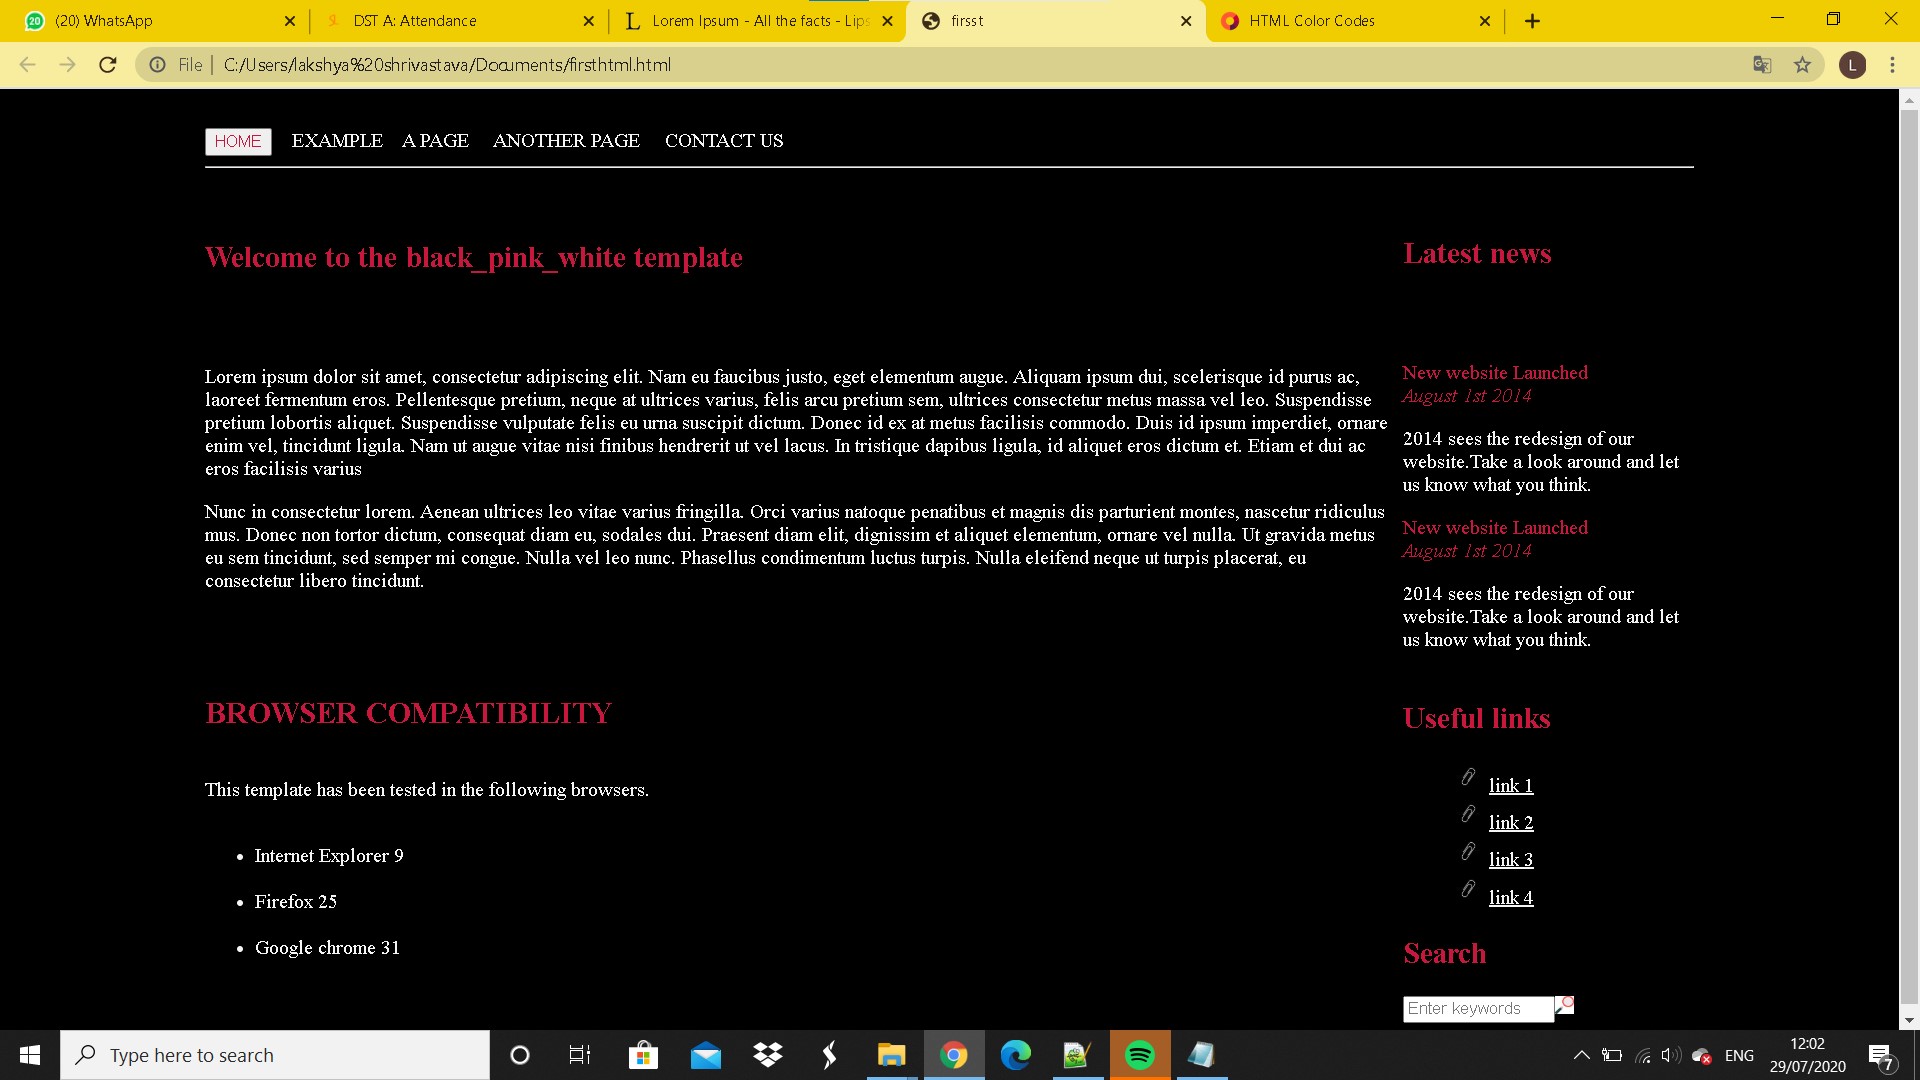 (20) WhatsApp
DST A: Attendance
Lorem Ipsum - All the facts - Lips
firsst
HTML Color Codes
File | C:/Users/lakshya%20shrivastava/Documents/firsthtml.html
L
HOME EXAMPLE A PAGE ANOTHER PAGE CONTACT US
Welcome to the black_pink_white template
Lorem ipsum dolor sit amet, consectetur adipiscing elit. Nam eu faucibus justo, eget elementum augue. Aliquam ipsum dui, scelerisque id purus ac,
laoreet fermentum eros. Pellentesque pretium, neque at ultrices varius, felis arcu pretium sem, ultrices consectetur metus massa vel leo. Suspendisse
pretium lobortis aliquet. Suspendisse vulputate felis eu urna suscipit dictum. Donec id ex at metus facilisis commodo. Duis id ipsum imperdiet, ornare
enim vel, tincidunt ligula. Nam ut augue vitae nisi finibus hendrerit ut vel lacus. In tristique dapibus ligula, id aliquet eros dictum et. Etiam et dui ac
eros facilisis varius
Nunc in consectetur lorem. Aenean ultrices leo vitae varius fringilla. Orci varius natoque penatibus et magnis dis parturient montes, nascetur ridiculus
mus. Donec non tortor dictum, consequat diam eu, sodales dui. Praesent diam elit, dignissim et aliquet elementum, ornare vel nulla. Ut gravida metus
eu sem tincidunt, sed semper mi congue. Nulla vel leo nunc. Phasellus condimentum luctus turpis. Nulla eleifend neque ut turpis placerat, eu
consectetur libero tincidunt.
BROWSER COMPATIBILITY
This template has been tested in the following browsers.
• Internet Explorer 9
• Firefox 25
• Google chrome 31
Latest news
New website Launched
August 1st 2014
2014 sees the redesign of our
website.Take a look around and let
us know what you think.
New website Launched
August 1st 2014
2014 sees the redesign of our
website.Take a look around and let
us know what you think.
Useful links
link 1
link 2
link 3
link 4
Search
Enter keywords
Type here to search
ENG
12:02
29/07/2020
7